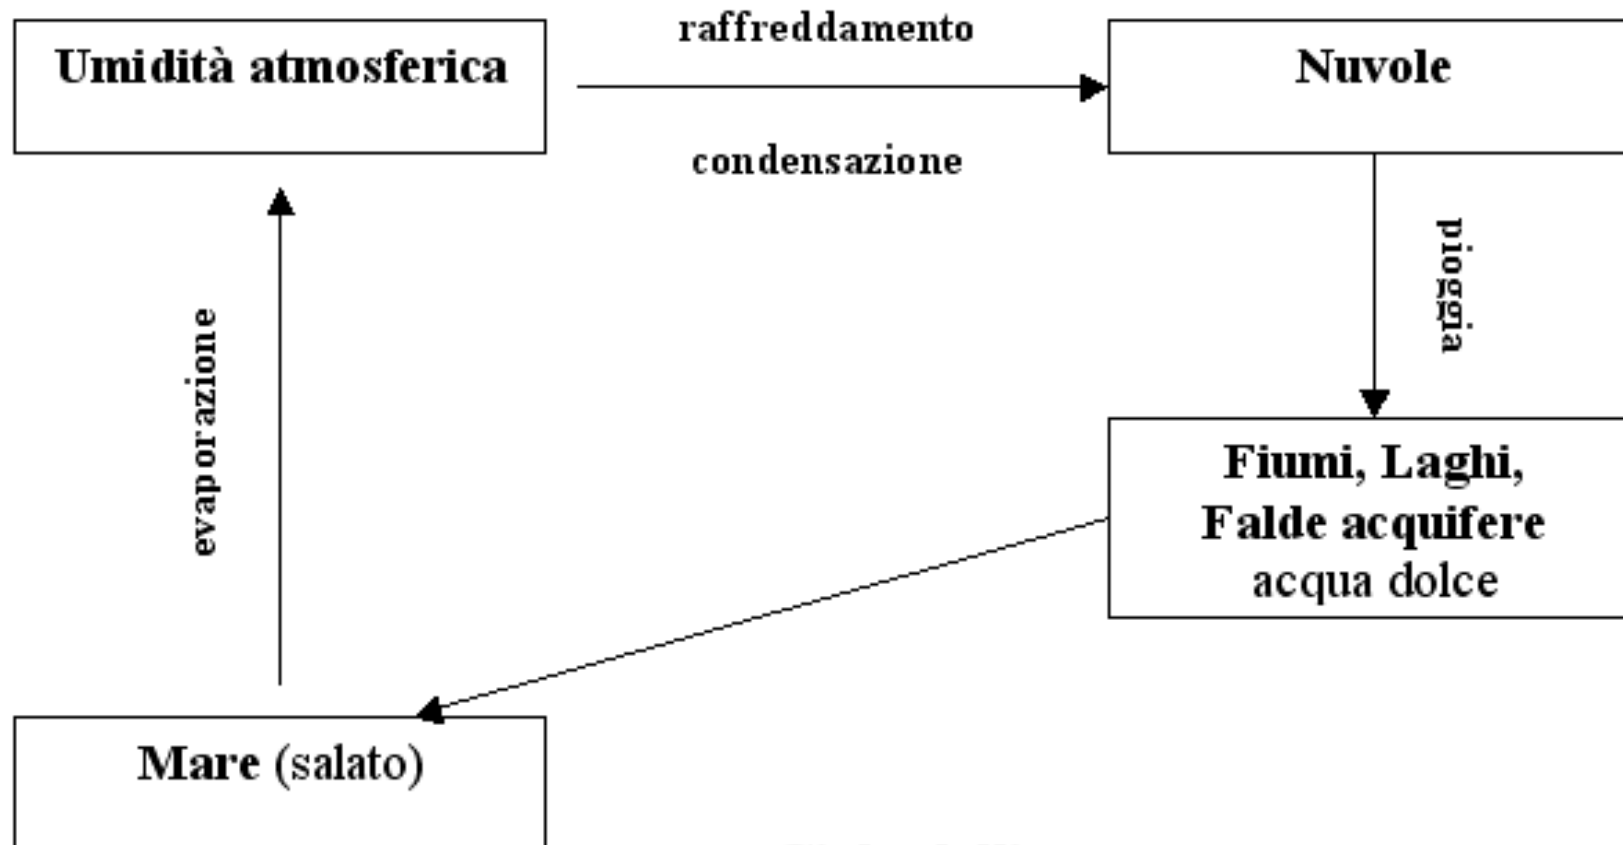 Umidità atmosferica
raffreddamento
condensazione
Nuvole
pioggia
evaporazione
Fiumi, Laghi,
Falde acquifere
acqua dolce
Mare (salato)